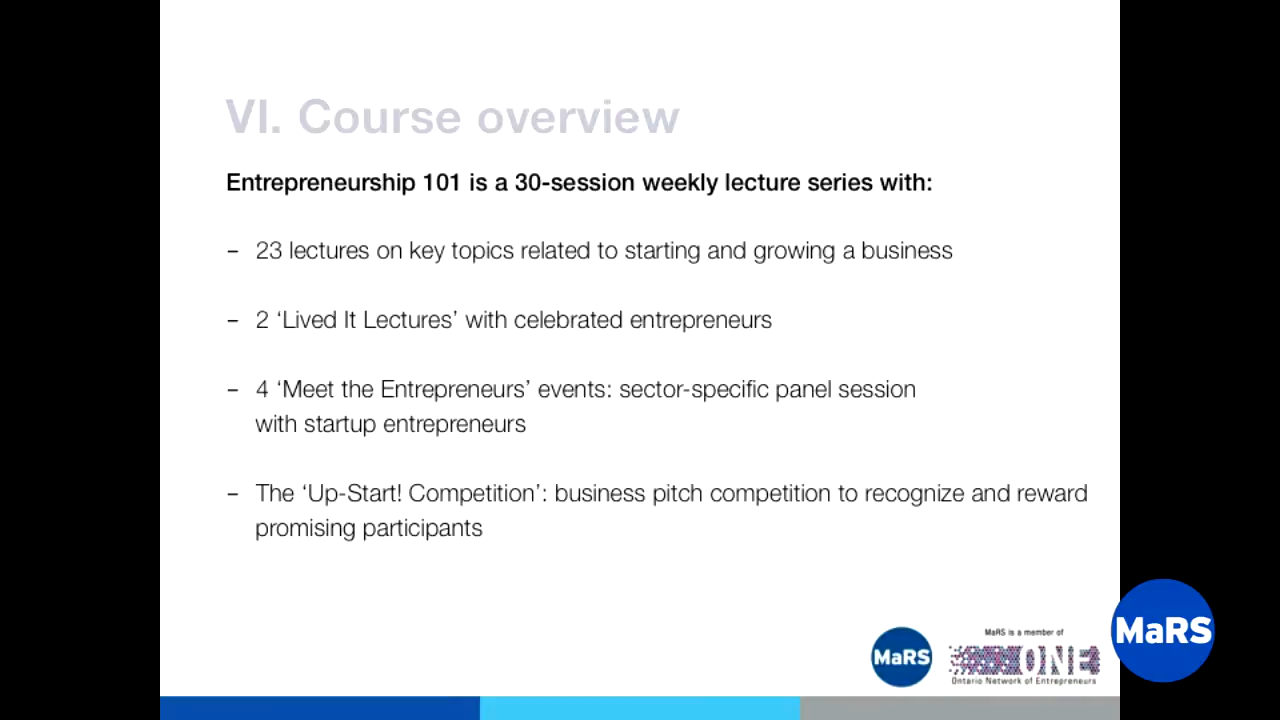 VI. Course overview
Entrepreneurship 101 is a 30-session weekly lecture series with:
– 23 lectures on key topics related to starting and growing a business
– 2 ‘Lived It Lectures’ with celebrated entrepreneurs
– 4 ‘Meet the Entrepreneurs’ events: sector-specific panel session
with startup entrepreneurs
– The ‘Up-Start! Competition’: business pitch competition to recognize and reward
promising participants
MaRS
MaRS is a member of
ONE
Ontario Network of Entrepreneurs
MaRS